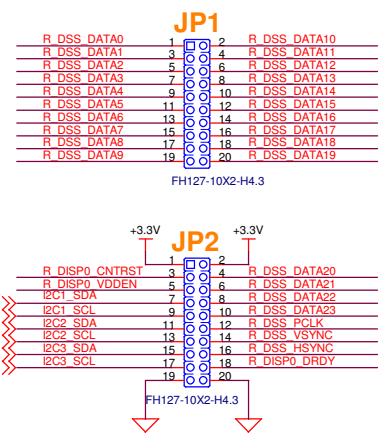 JP1
R_DSS_DATA0 1 2 R_DSS_DATA10
R_DSS_DATA1 3 4 R_DSS_DATA11
R_DSS_DATA2 5 6 R_DSS_DATA12
R_DSS_DATA3 7 8 R_DSS_DATA13
R_DSS_DATA4 9 10 R_DSS_DATA14
R_DSS_DATA5 11 12 R_DSS_DATA15
R_DSS_DATA6 13 14 R_DSS_DATA16
R_DSS_DATA7 15 16 R_DSS_DATA17
R_DSS_DATA8 17 18 R_DSS_DATA18
R_DSS_DATA9 19 20 R_DSS_DATA19
FH127-10X2-H4.3
+3.3V +3.3V
JP2
1 2
R_DISP0_CNTRST 3 4 R_DSS_DATA20
R_DISP0_VDDEN 5 6 R_DSS_DATA21
I2C1_SDA 7 8 R_DSS_DATA22
I2C1_SCL 9 10 R_DSS_DATA23
I2C2_SDA 11 12 R_DSS_PCLK
I2C2_SCL 13 14 R_DSS_VSYNC
I2C3_SDA 15 16 R_DSS_HSYNC
I2C3_SCL 17 18 R_DISP0_DRDY
19 20
FH127-10X2-H4.3